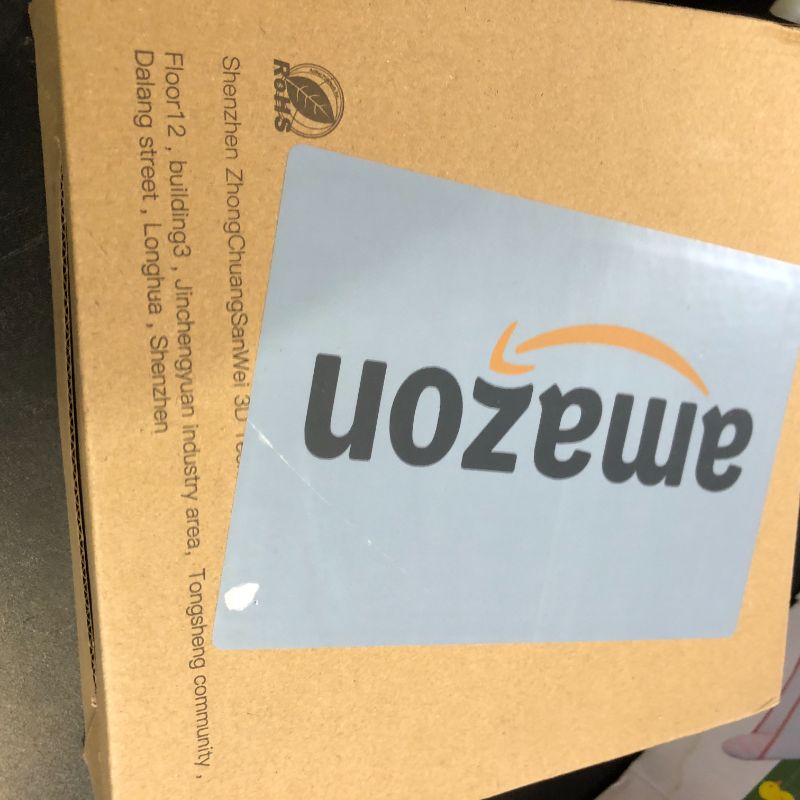 RoHS
Shenzhen ZhongChuangSanWei 3D
Floor12 , building3 , Jinchengyuan industry area, Tongsheng community ,
Dalang street , Longhua , Shenzhen
amazon